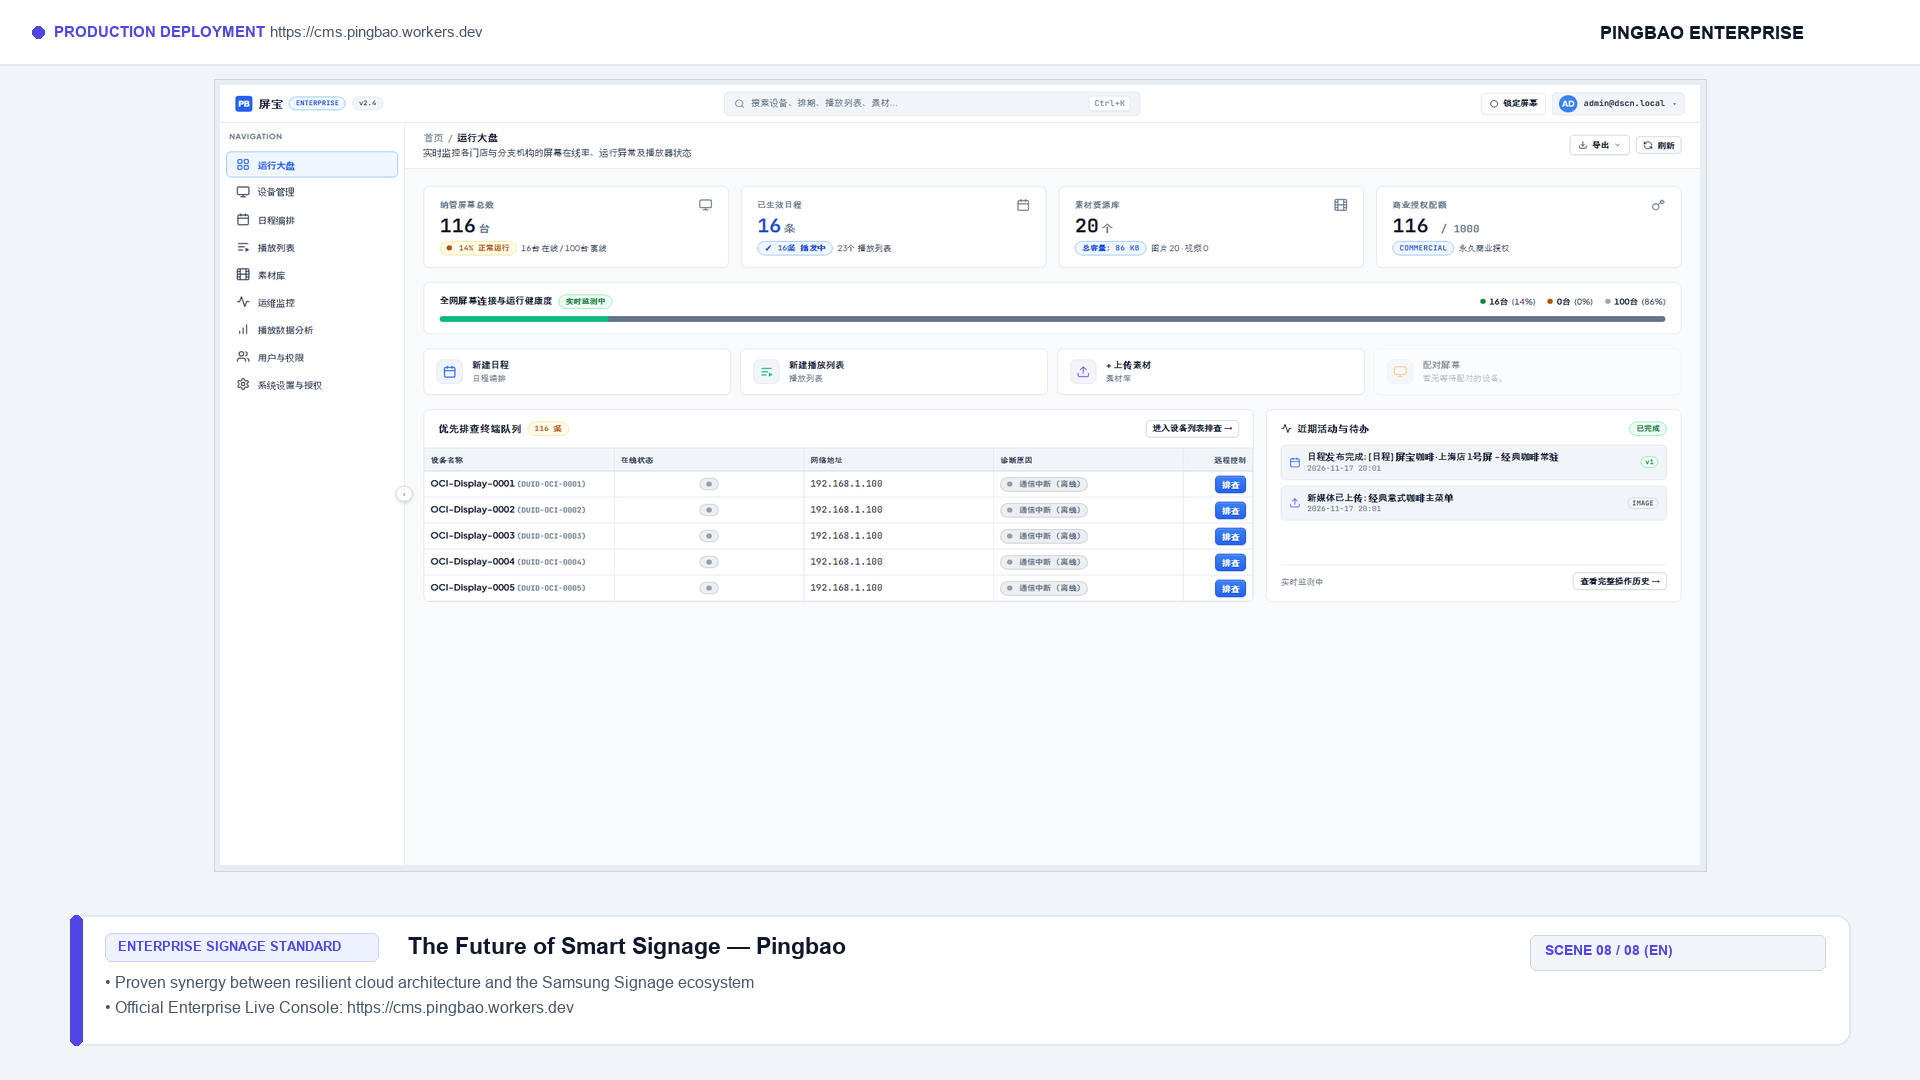 PRODUCTION DEPLOYMENT https://cms.pingbao.workers.dev
PINGBAO ENTERPRISE
PB 屏宝 ENTERPRISE v2.4
搜索设备、排期、播放列表、素材... Ctrl+K
锁定屏幕
AD admin@dscn.local
NAVIGATION
运行大盘
设备管理
日程编排
播放列表
素材库
运维监控
播放数据分析
用户与权限
系统设置与授权
首页 / 运行大盘
实时监控各门店与分支机构的屏幕在线率、运行异常及播放器状态
导出
刷新
纳管屏幕总数
116 台
14% 正常运行 16台在线 / 100台离线
已生效日程
16 条
✓ 16条 播发中 23个 播放列表
素材资源库
20 个
总容量: 86 KB 图片 20 · 视频 0
商业授权配额
116 / 1000
COMMERCIAL 永久商业授权
全网屏幕连接与运行健康度 实时监测中
16台 (14%) 0台 (0%) 100台 (86%)
新建日程
日程编排
新建播放列表
播放列表
+ 上传素材
素材库
配对屏幕
暂无等待配对的设备。
优先排查终端队列 116 条
进入设备列表排查 →
设备名称 在线状态 网络地址 诊断原因 远程控制
OCI-Display-0001 (DUID-OCI-0001) 192.168.1.100 通信中断 (离线) 排查
OCI-Display-0002 (DUID-OCI-0002) 192.168.1.100 通信中断 (离线) 排查
OCI-Display-0003 (DUID-OCI-0003) 192.168.1.100 通信中断 (离线) 排查
OCI-Display-0004 (DUID-OCI-0004) 192.168.1.100 通信中断 (离线) 排查
OCI-Display-0005 (DUID-OCI-0005) 192.168.1.100 通信中断 (离线) 排查
近期活动与待办 已完成
日程发布完成: [日程] 屏宝咖啡·上海店 1号屏 - 经典咖啡常驻
2026-11-17 20:01
v1
新媒体已上传: 经典意式咖啡主菜单
2026-11-17 20:01
IMAGE
实时监测中
查看完整操作历史 →
ENTERPRISE SIGNAGE STANDARD
The Future of Smart Signage — Pingbao
SCENE 08 / 08 (EN)
• Proven synergy between resilient cloud architecture and the Samsung Signage ecosystem
• Official Enterprise Live Console: https://cms.pingbao.workers.dev